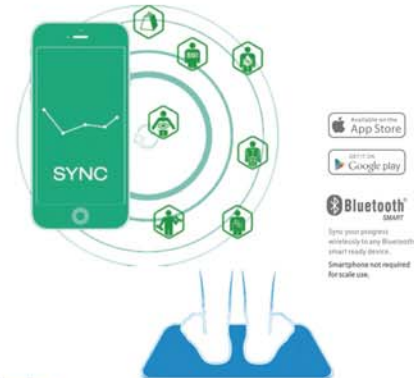 SYNC
Available on the
App Store
GET IT ON
Google play
Bluetooth®
SMART
Sync your progress
wirelessly to any Bluetooth
smart ready device.
Smartphone not required
for scale use.